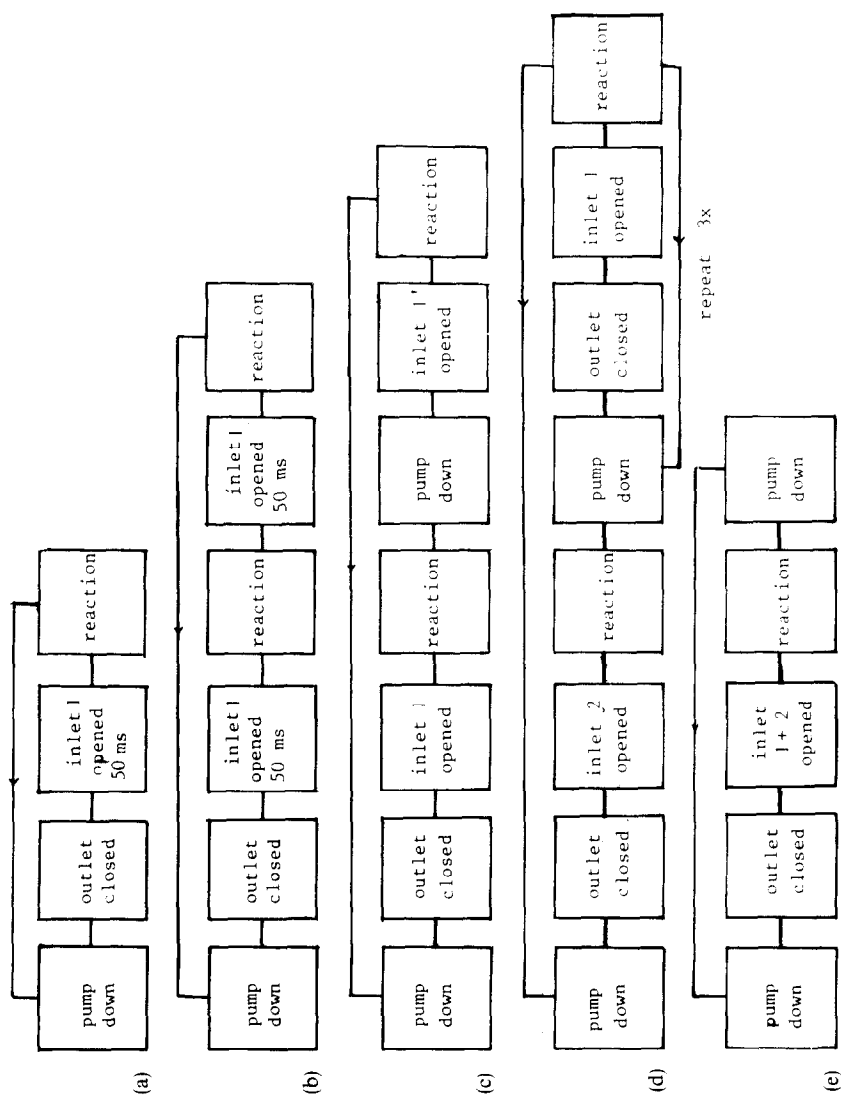 (a)
pump
down
outlet
closed
inlet 1
opened
50 ms
reaction
(b)
pump
down
outlet
closed
inlet 1
opened
50 ms
reaction
inlet 1
opened
50 ms
reaction
(c)
pump
down
outlet
closed
inlet 1
opened
reaction
pump
down
inlet 1'
opened
reaction
(d)
pump
down
outlet
closed
inlet 2
opened
reaction
pump
down
outlet
closed
inlet 1
opened
reaction
repeat 3x
(e)
pump
down
outlet
closed
inlet
1 + 2
opened
reaction
pump
down